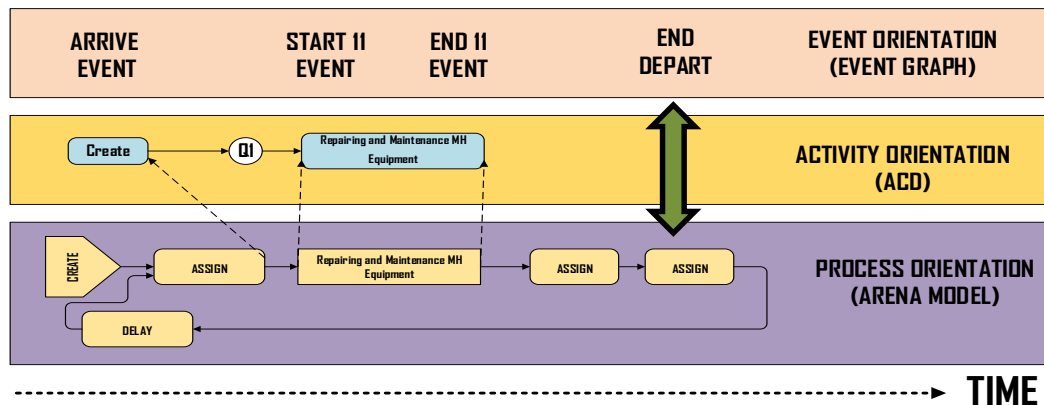 ARRIVE
EVENT
START 11
EVENT
END 11
EVENT
END
DEPART
EVENT ORIENTATION
(EVENT GRAPH)
Create
Q1
Repairing and Maintenance MH
Equipment
ACTIVITY ORIENTATION
(ACD)
CREATE
ASSIGN
Repairing and Maintenance MH
Equipment
ASSIGN
ASSIGN
DELAY
PROCESS ORIENTATION
(ARENA MODEL)
TIME